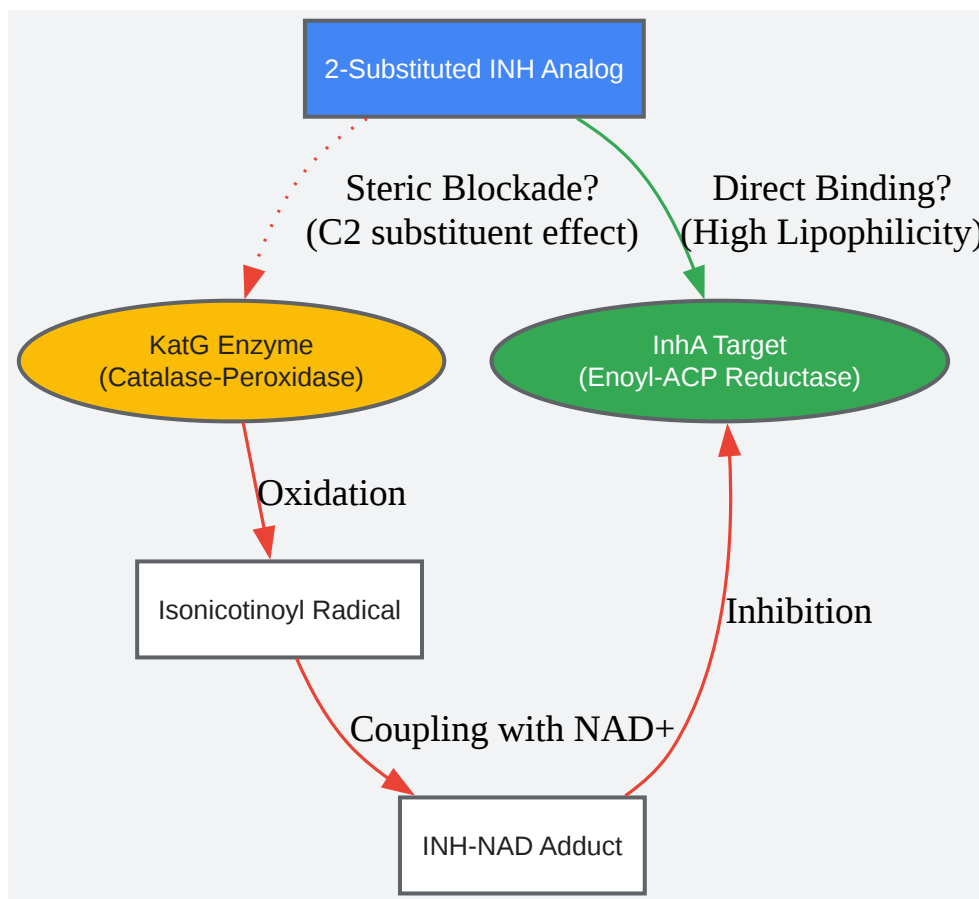 2-Substituted INH Analog
Steric Blockade?
(C2 substituent effect)
Direct Binding?
(High Lipophilicity)
KatG Enzyme
(Catalase-Peroxidase)
InhA Target
(Enoyl-ACP Reductase)
Oxidation
Isonicotinoyl Radical
Inhibition
Coupling with NAD+
INH-NAD Adduct